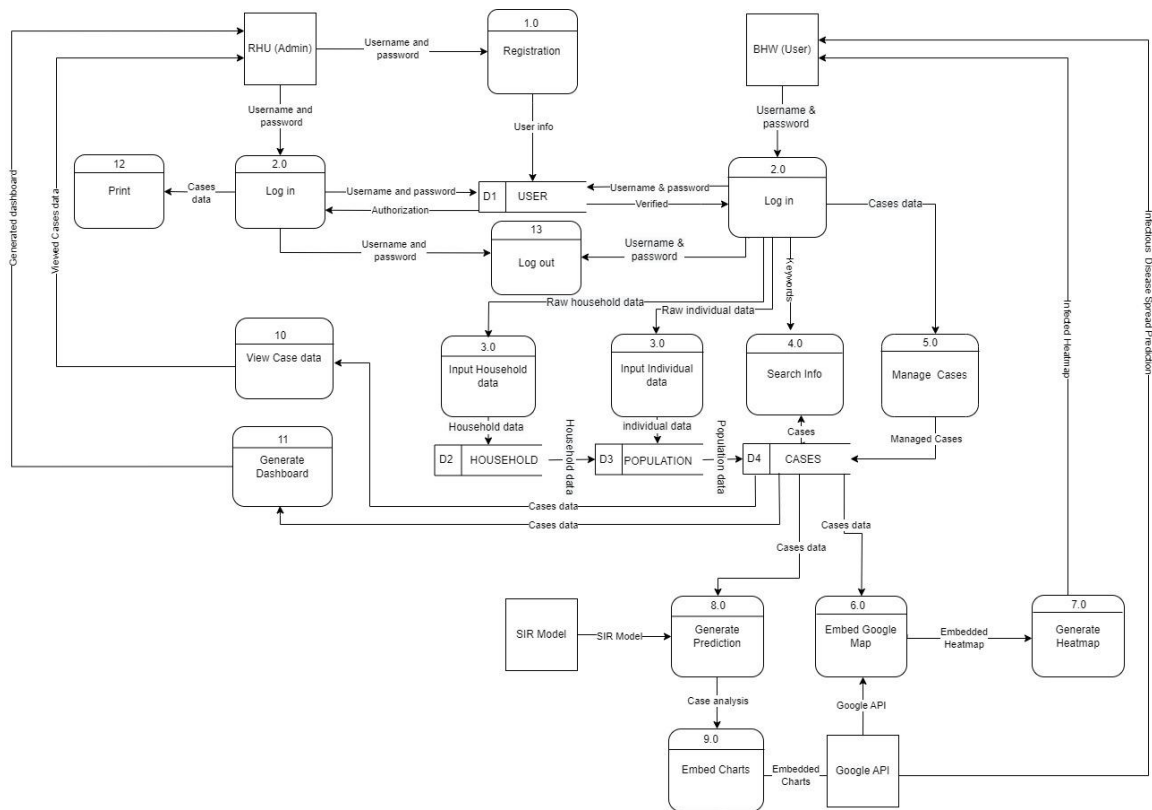 1.0
RHU (Admin)
Username and
password
Registration
BHW (User)
Username and
password
User info
Username &
password
12
Print
Cases
data
2.0
Log in
Username and password
Authorization
D1
USER
Username & password
Verified
2.0
Log in
Cases data
Generated dashboard
Viewed Cases data
Username and
password
13
Log out
Username &
password
Keywords
Infected Heatmap
Infectious Disease Spread Prediction
Raw household data
Raw individual data
10
View Case data
3.0
Input Household
data
3.0
Input Individual
data
4.0
Search Info
5.0
Manage Cases
Household data
individual data
Cases
Managed Cases
11
Generate
Dashboard
D2
HOUSEHOLD
Household data
D3
POPULATION
Population data
D4
CASES
Cases data
Cases data
Cases data
Cases data
SIR Model
SIR Model
8.0
Generate
Prediction
6.0
Embed Google
Map
Embedded
Heatmap
7.0
Generate
Heatmap
Case analysis
Google API
9.0
Embed Charts
Embedded
Charts
Google API